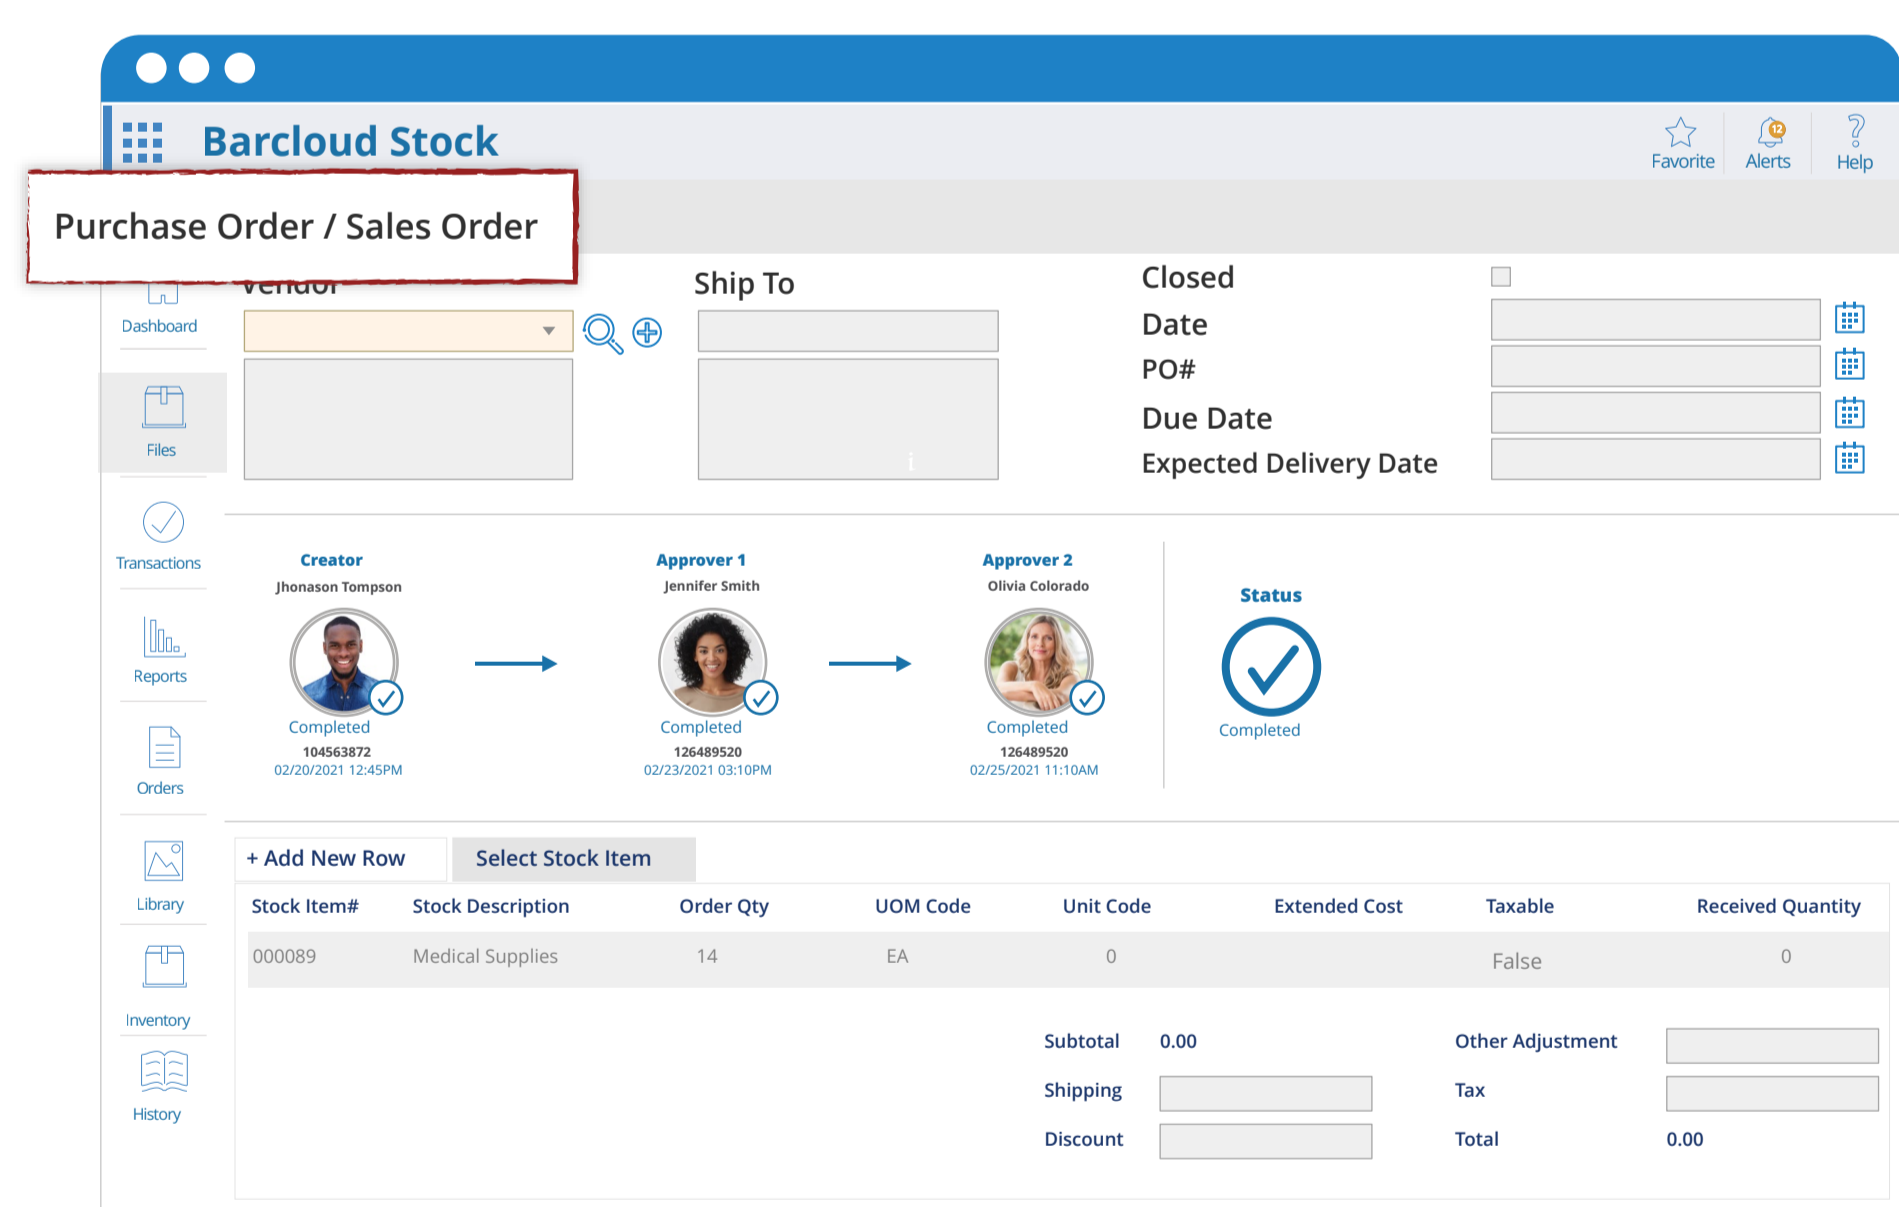 Barcloud Stock
Favorite
12
Alerts
Help
Purchase Order / Sales Order
Vendor
Ship To
Closed
Date
PO#
Due Date
Expected Delivery Date
i
Dashboard
Files
Transactions
Reports
Orders
Library
Inventory
History
Creator
Jhonason Tompson
Completed
104563872
02/20/2021 12:45PM
Approver 1
Jennifer Smith
Completed
126489520
02/23/2021 03:10PM
Approver 2
Olivia Colorado
Completed
126489520
02/25/2021 11:10AM
Status
Completed
+ Add New Row
Select Stock Item
Stock Item# Stock Description Order Qty UOM Code Unit Code Extended Cost Taxable Received Quantity
000089 Medical Supplies 14 EA 0 False 0
Subtotal 0.00 Other Adjustment
Shipping Tax
Discount Total 0.00